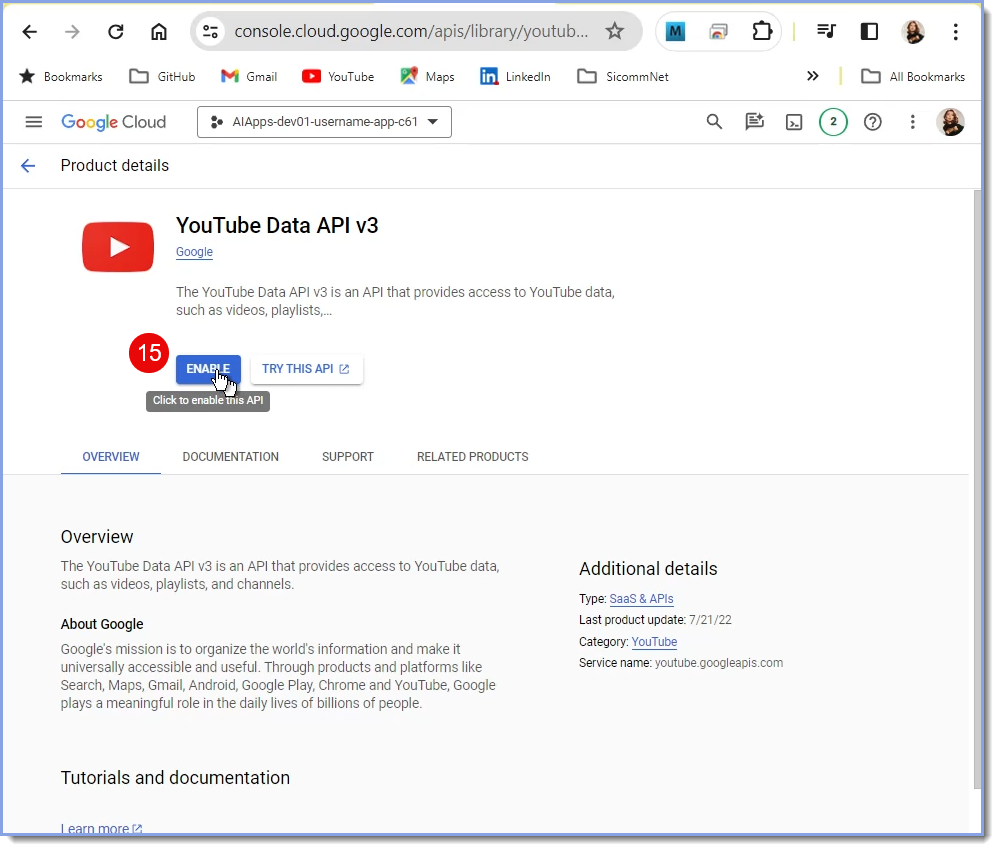 console.cloud.google.com/apis/library/youtub...
M
Bookmarks
GitHub
Gmail
YouTube
Maps
LinkedIn
SicommNet
All Bookmarks
Google Cloud
AIApps-dev01-username-app-c61
2
Product details
YouTube Data API v3
Google
The YouTube Data API v3 is an API that provides access to YouTube data,
such as videos, playlists,...
15
ENABLE
TRY THIS API
Click to enable this API
OVERVIEW
DOCUMENTATION
SUPPORT
RELATED PRODUCTS
Overview
The YouTube Data API v3 is an API that provides access to YouTube data,
such as videos, playlists, and channels.
About Google
Google's mission is to organize the world's information and make it
universally accessible and useful. Through products and platforms like
Search, Maps, Gmail, Android, Google Play, Chrome and YouTube, Google
plays a meaningful role in the daily lives of billions of people.
Additional details
Type: SaaS & APIs
Last product update: 7/21/22
Category: YouTube
Service name: youtube.googleapis.com
Tutorials and documentation
Learn more